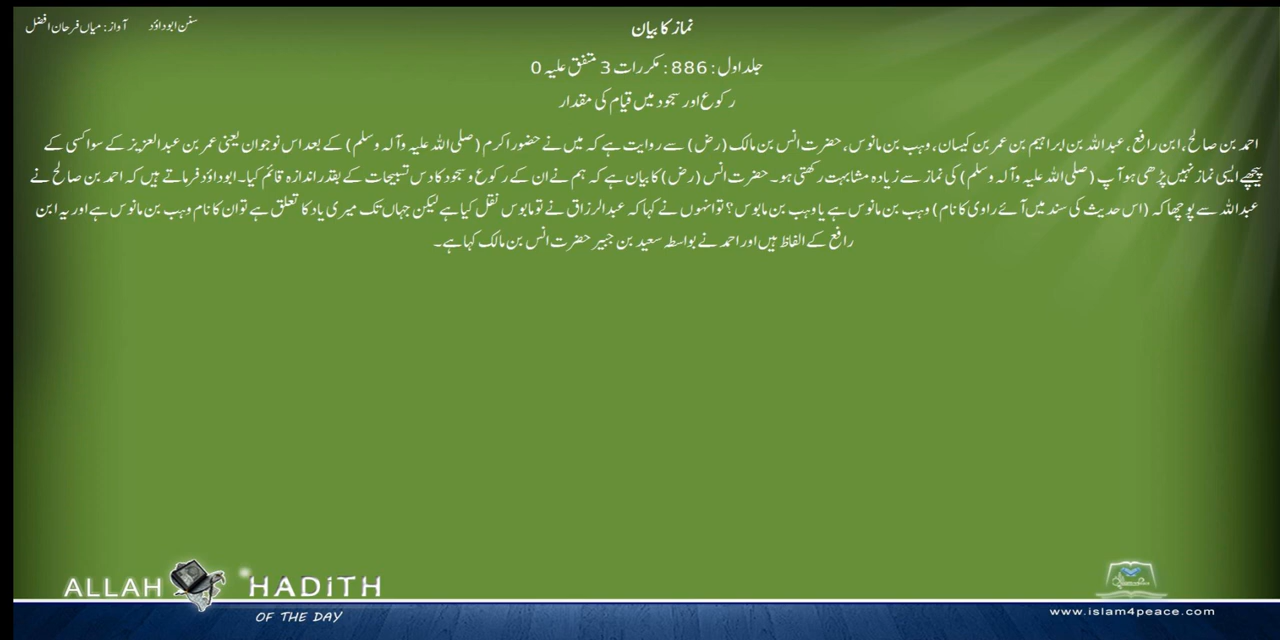 نماز کا بیان
سنن ابوداؤد آواز: میاں فرحان افضل
جلد اول: 886: مکررات 3 متفق علیہ 0
رکوع اور سجود میں قیام کی مقدار
احمد بن صالح، ابن رافع، عبداللہ بن ابراہیم بن عمر بن کیسان، وہب بن مانوس، حضرت انس بن مالک (رض) سے روایت ہے کہ میں نے حضور اکرم (صلی اللہ علیہ وآلہ وسلم) کے بعد اس نوجوان یعنی عمر بن عبدالعزیز کے سوا کسی کے
پیچھے ایسی نماز نہیں پڑھی ہو آپ (صلی اللہ علیہ وآلہ وسلم) کی نماز سے زیادہ مشابہت رکھتی ہو۔ حضرت انس (رض) کا بیان ہے کہ ہم نے ان کے رکوع و سجود کا دس تسبیحات کے بقدر اندازہ قائم کیا۔ ابوداؤد فرماتے ہیں کہ احمد بن صالح نے
عبداللہ سے پوچھا کہ (اس حدیث کی سند میں آئے راوی کا نام) وہب بن مانوس ہے یا وہب بن مابوس؟ تو انہوں نے کہا کہ عبدالرزاق نے تو مابوس نقل کیا ہے لیکن جہاں تک میری یاد کا تعلق ہے تو ان کا نام وہب بن مانوس ہے اور یہ ابن
رافع کے الفاظ ہیں اور احمد نے بواسطہ سعید بن جبیر حضرت انس بن مالک کہا ہے۔
ALLAH HADITH
OF THE DAY
www.islam4peace.com